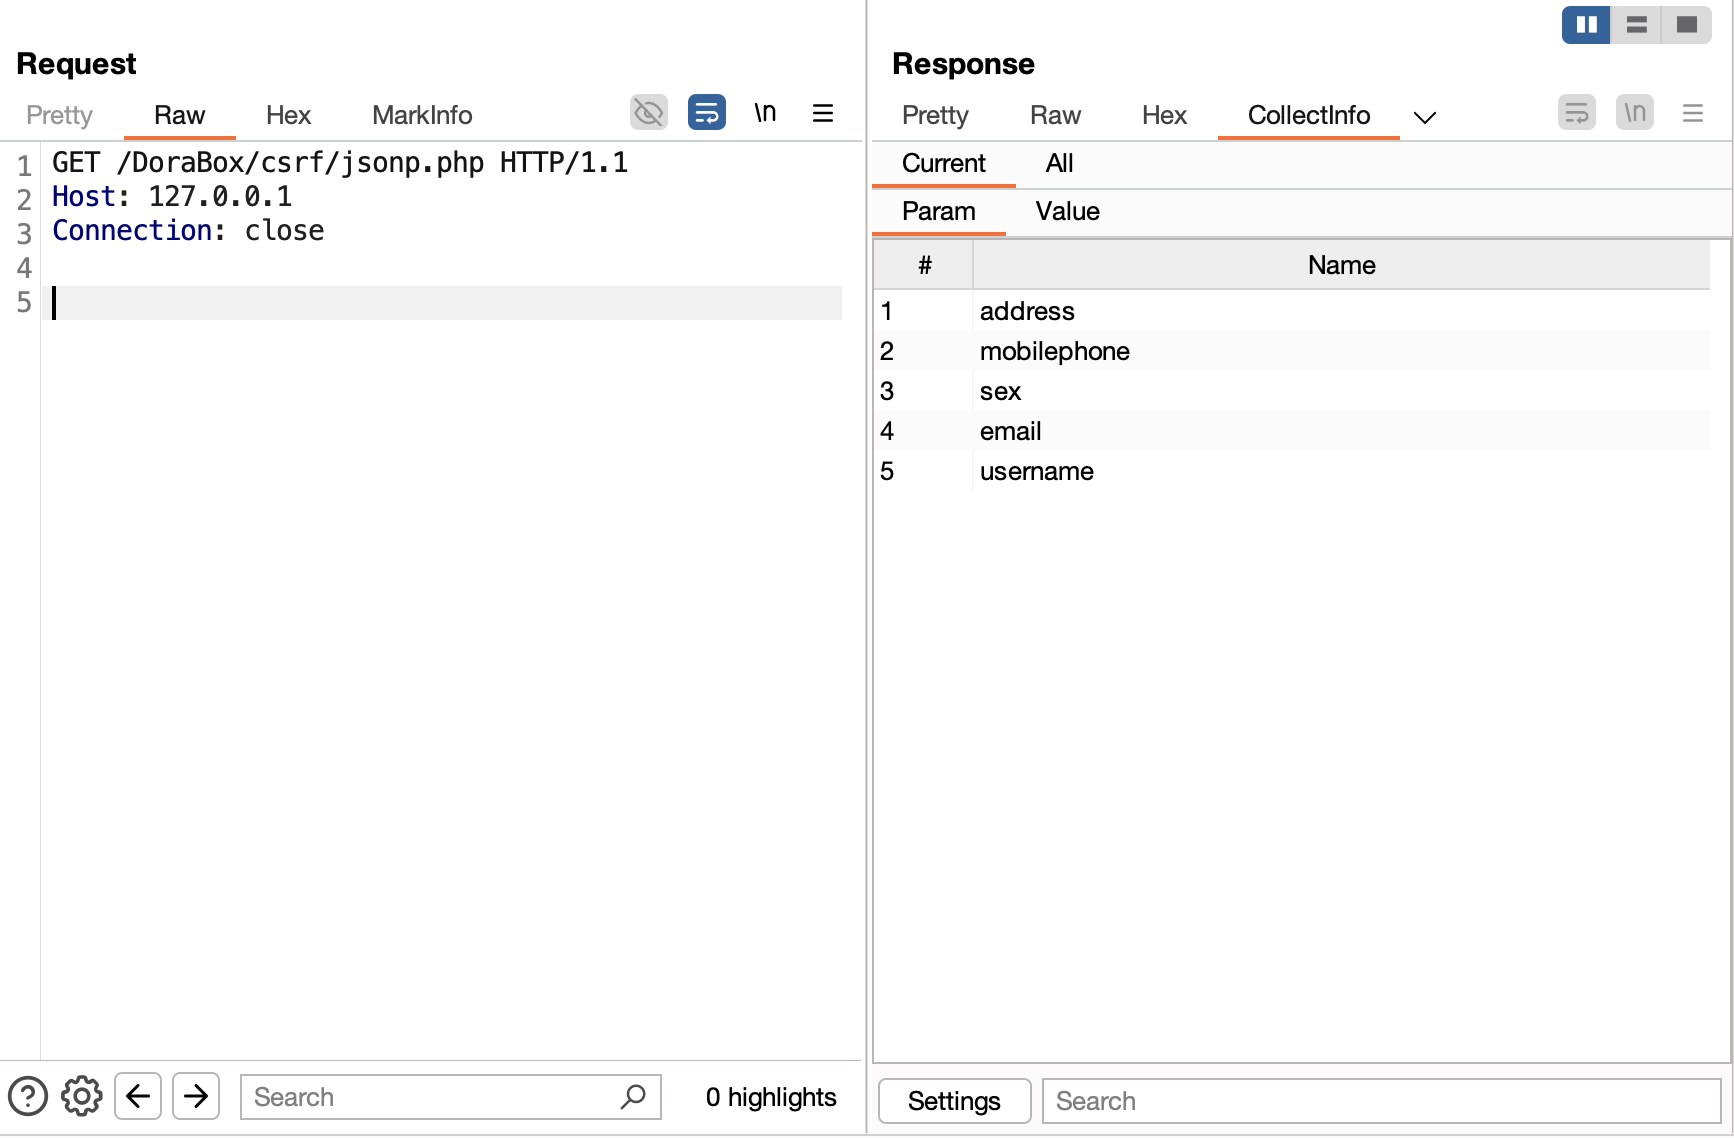 Request
Pretty Raw Hex MarkInfo \n
1 GET /DoraBox/csrf/jsonp.php HTTP/1.1
2 Host: 127.0.0.1
3 Connection: close
4
5
Search
0 highlights
Response
Pretty Raw Hex CollectInfo \n
Current All
Param Value
# Name
1 address
2 mobilephone
3 sex
4 email
5 username
Settings Search